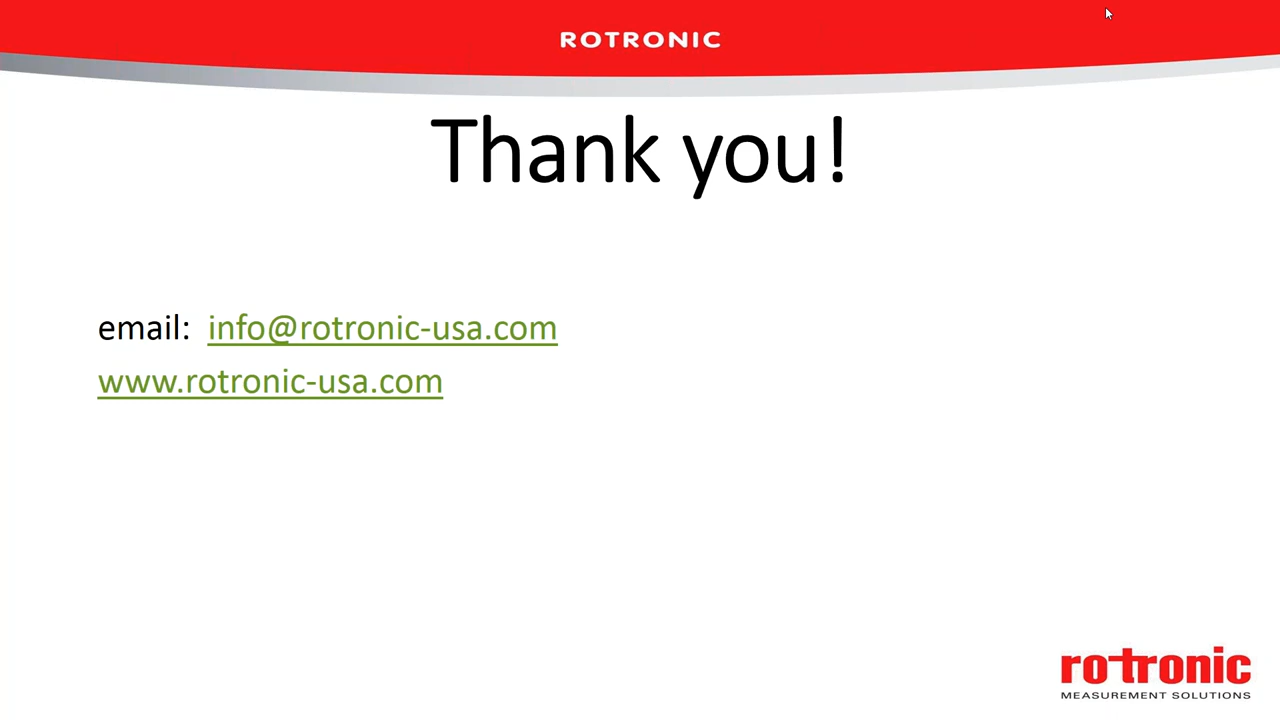 ROTRONIC
Thank you!
email: info@rotronic-usa.com
www.rotronic-usa.com
rotronic
MEASUREMENT SOLUTIONS